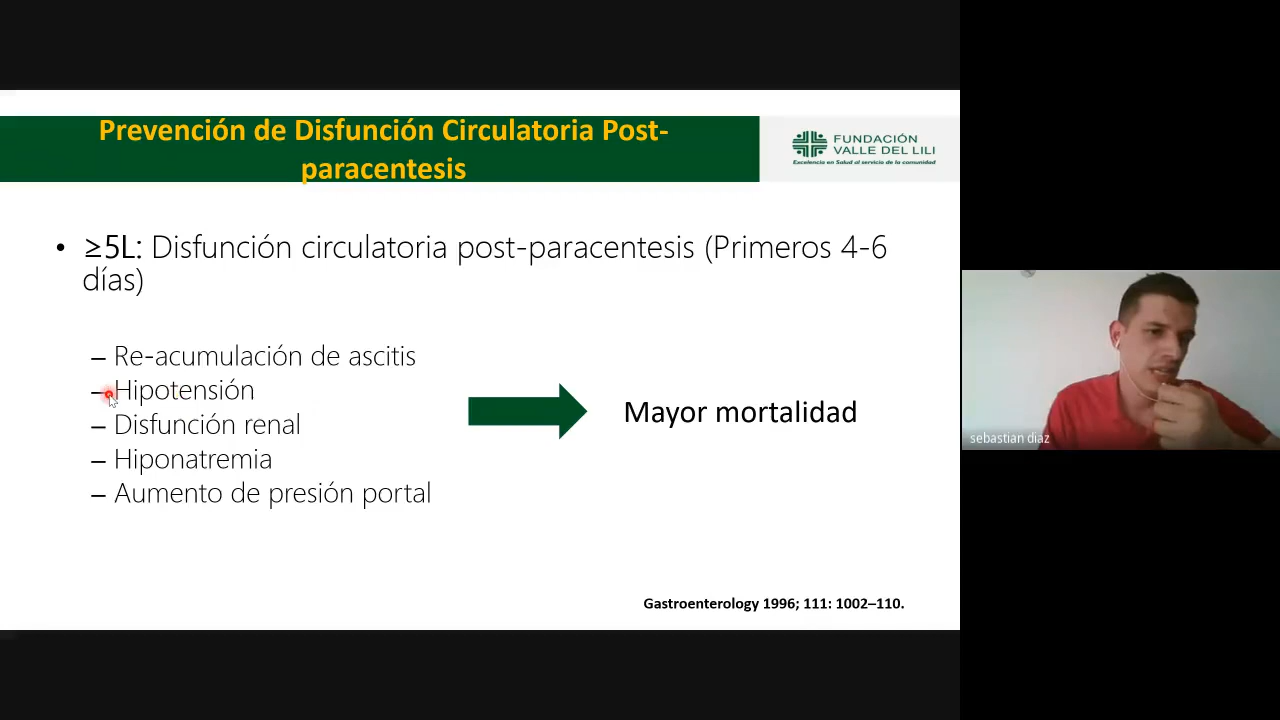 Prevención de Disfunción Circulatoria Post-
paracentesis
FUNDACIÓN
VALLE DEL LILI
Excelencia en Salud al servicio de la comunidad
• ≥5L: Disfunción circulatoria post-paracentesis (Primeros 4-6
días)
– Re-acumulación de ascitis
– Hipotensión
– Disfunción renal
– Hiponatremia
– Aumento de presión portal
Mayor mortalidad
Gastroenterology 1996; 111: 1002–110.
sebastian diaz